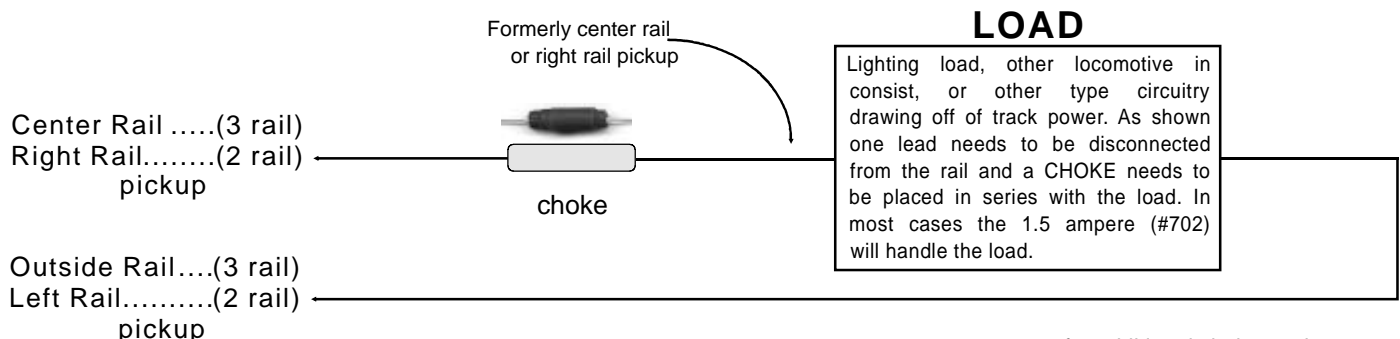 LOAD
Formerly center rail
or right rail pickup
Lighting load, other locomotive in
consist, or other type circuitry
drawing off of track power. As shown
one lead needs to be disconnected
from the rail and a CHOKE needs to
be placed in series with the load. In
most cases the 1.5 ampere (#702)
will handle the load.
Center Rail .....(3 rail)
Right Rail........(2 rail)
pickup
choke
Outside Rail....(3 rail)
Left Rail..........(2 rail)
pickup